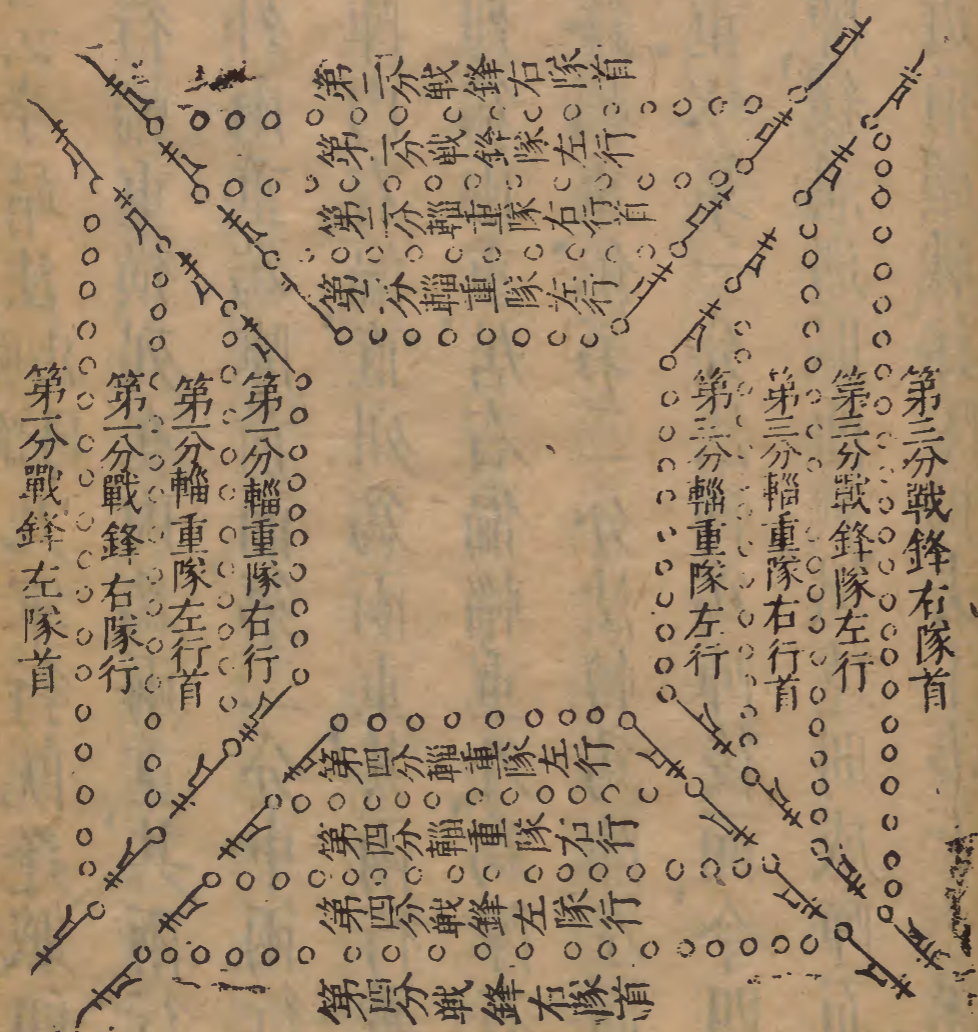 第二分戦鋒右隊首
第二分戦鋒隊左行
第二分輜重隊右行首
第二分輜重隊左行
第三分戦鋒右隊首
第三分戰鋒隊左行
第三分輜重隊右行首
第三分輜重隊左行
第一分輜重隊右行
第一分輜重隊左行首
第一分戰鋒右隊行
第一分戰鋒左隊首
第四分輜重隊左行
第四分輜重隊右行
第四分戦鋒左隊行
第四分戦鋒右隊首